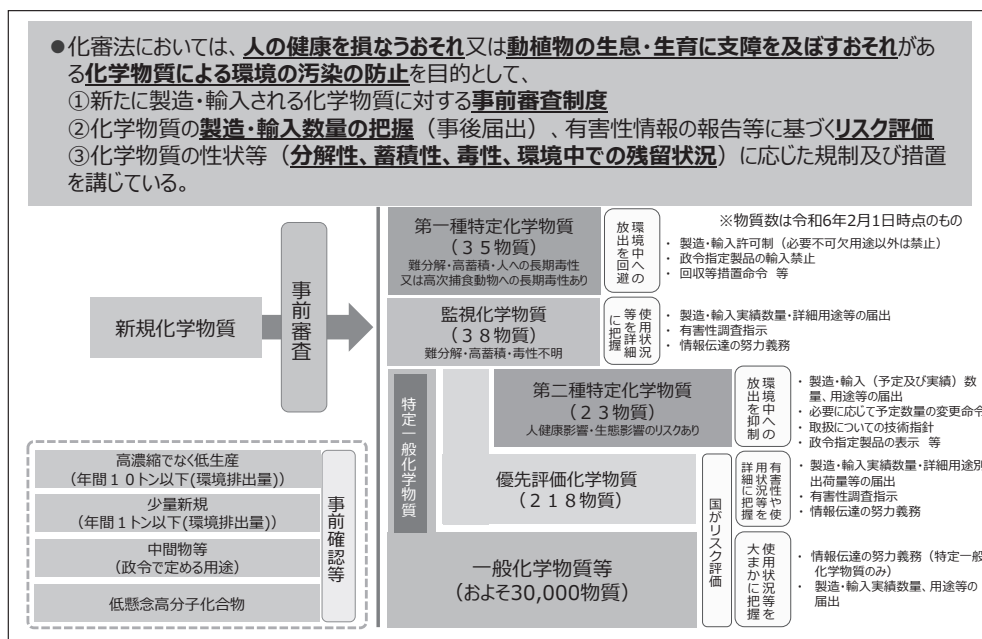 ●化審法においては、人の健康を損なうおそれ又は動植物の生息・生育に支障を及ぼすおそれがあ
る化学物質による環境の汚染の防止を目的として、
①新たに製造・輸入される化学物質に対する事前審査制度
②化学物質の製造・輸入数量の把握（事後届出）、有害性情報の報告等に基づくリスク評価
③化学物質の性状等（分解性、蓄積性、毒性、環境中での残留状況）に応じた規制及び措置
を講じている。
※物質数は令和6年2月1日時点のもの
新規化学物質
事前審査
第一種特定化学物質
（３５物質）
難分解・高蓄積・人への長期毒性
又は高次捕食動物への長期毒性あり
環境中への
放出を回避
・ 製造・輸入許可制（必要不可欠用途以外は禁止）
・ 政令指定製品の輸入禁止
・ 回収等措置命令 等
監視化学物質
（３８物質）
難分解・高蓄積・毒性不明
使用状況
等を詳細
に把握
・ 製造・輸入実績数量・詳細用途等の届出
・ 有害性調査指示
・ 情報伝達の努力義務
特定一般化学物質
第二種特定化学物質
（２３物質）
人健康影響・生態影響のリスクあり
環境中への
放出を抑制
・ 製造・輸入（予定及び実績）数
量、用途等の届出
・ 必要に応じて予定数量の変更命令
・ 取扱についての技術指針
・ 政令指定製品の表示 等
優先評価化学物質
（２１８物質）
国がリスク評価
有害性や使
用状況等を
詳細に把握
・ 製造・輸入実績数量・詳細用途別
出荷量等の届出
・ 有害性調査指示
・ 情報伝達の努力義務
一般化学物質等
（およそ30,000物質）
使用状況等を
大まかに把握
・ 情報伝達の努力義務（特定一般
化学物質のみ）
・ 製造・輸入実績数量、用途等の
届出
高濃縮でなく低生産
（年間１０トン以下(環境排出量)）
少量新規
（年間１トン以下(環境排出量)）
中間物等
（政令で定める用途）
低懸念高分子化合物
事前確認等